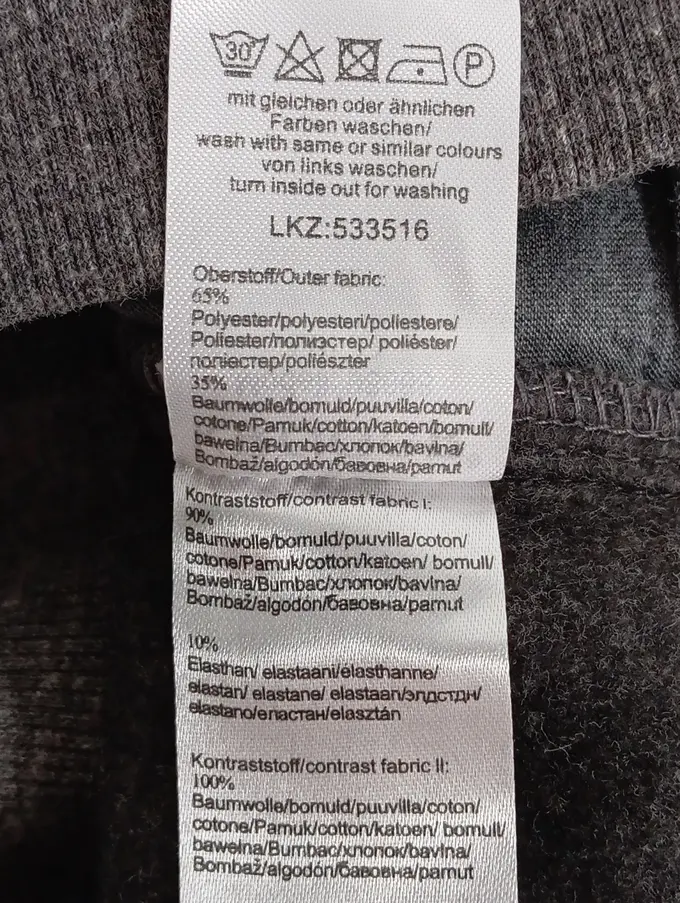 30°
P
mit gleichen oder ähnlichen
Farben waschen/
wash with same or similar colours
von links waschen/
turn inside out for washing
LKZ:533516
Oberstoff/Outer fabric:
65%
Polyester/polyesteri/poliestere/
Poliester/полиэстер/ poliéster/
поліестер/poliészter
35%
Baumwolle/bomuld/puuvilla/coton/
cotone/Pamuk/cotton/katoen/bomull/
bawełna/Bumbac/хлопок/bavlna/
Bombaž/algodón/бавовна/pamut
Kontraststoff/contrast fabric I:
90%
Baumwolle/bomuld/puuvilla/coton/
cotone/Pamuk/cotton/katoen/ bomull/
bawełna/Bumbac/хлопок/bavlna/
Bombaž/algodón/бавовна/pamut
10%
Elasthan/ elastaani/elasthanne/
elastan/ elastane/ elastaan/элдстдн/
elastano/еластан/elasztán
Kontraststoff/contrast fabric II:
100%
Baumwolle/bomuld/puuvilla/coton/
cotone/Pamuk/cotton/katoen/ bomull/
bawełna/Bumbac/хлопок/bavlna/
Bombaž/algodón/бавовна/pamut